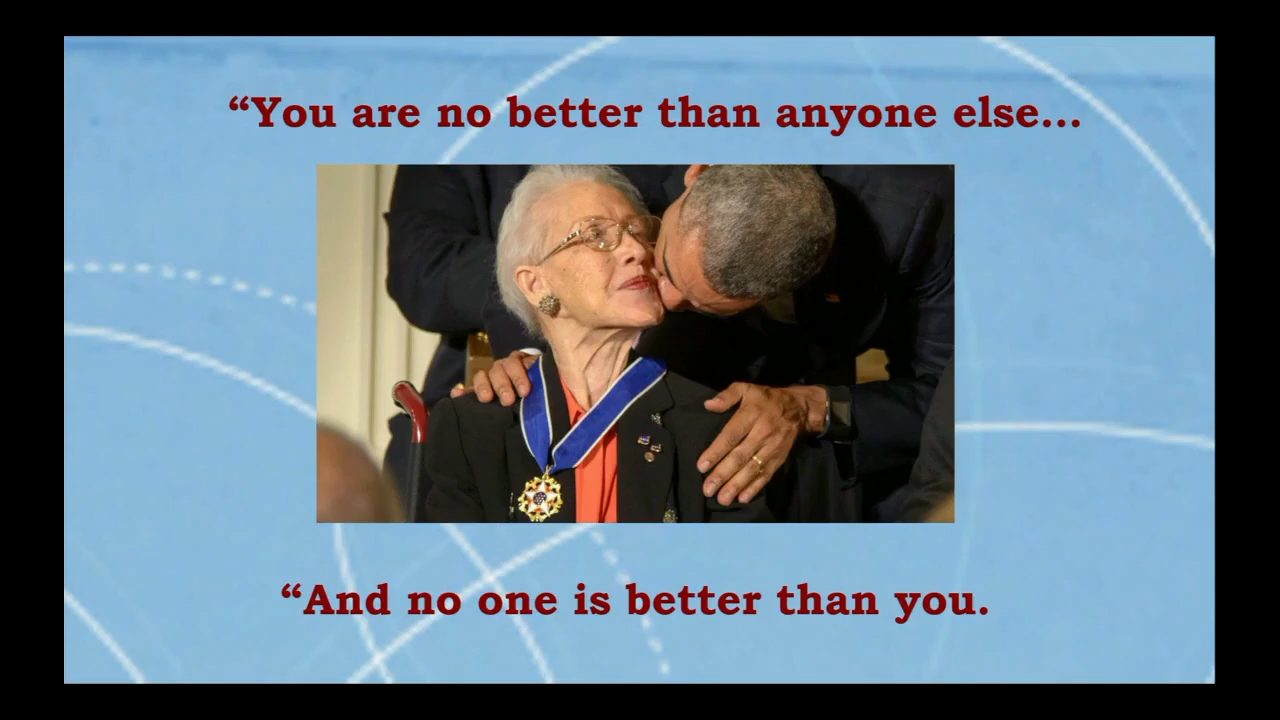 “You are no better than anyone else...
“And no one is better than you.